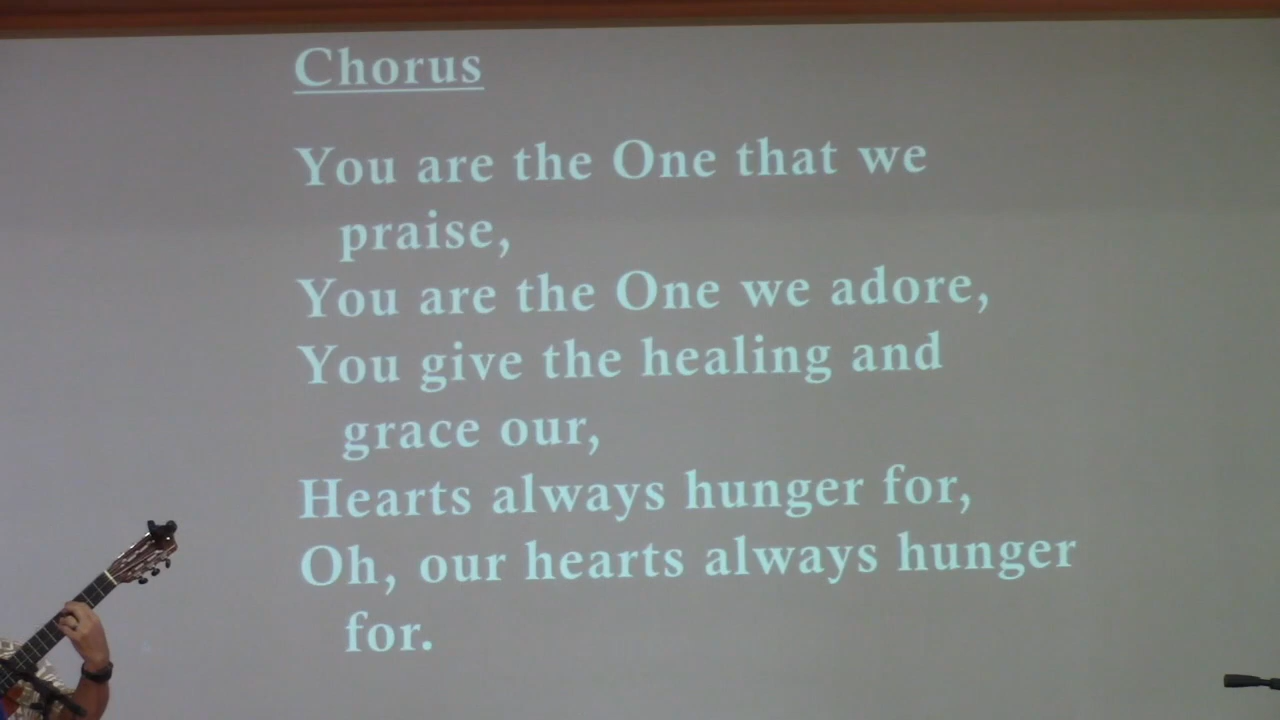 Chorus
You are the One that we
praise,
You are the One we adore,
You give the healing and
grace our,
Hearts always hunger for,
Oh, our hearts always hunger
for.